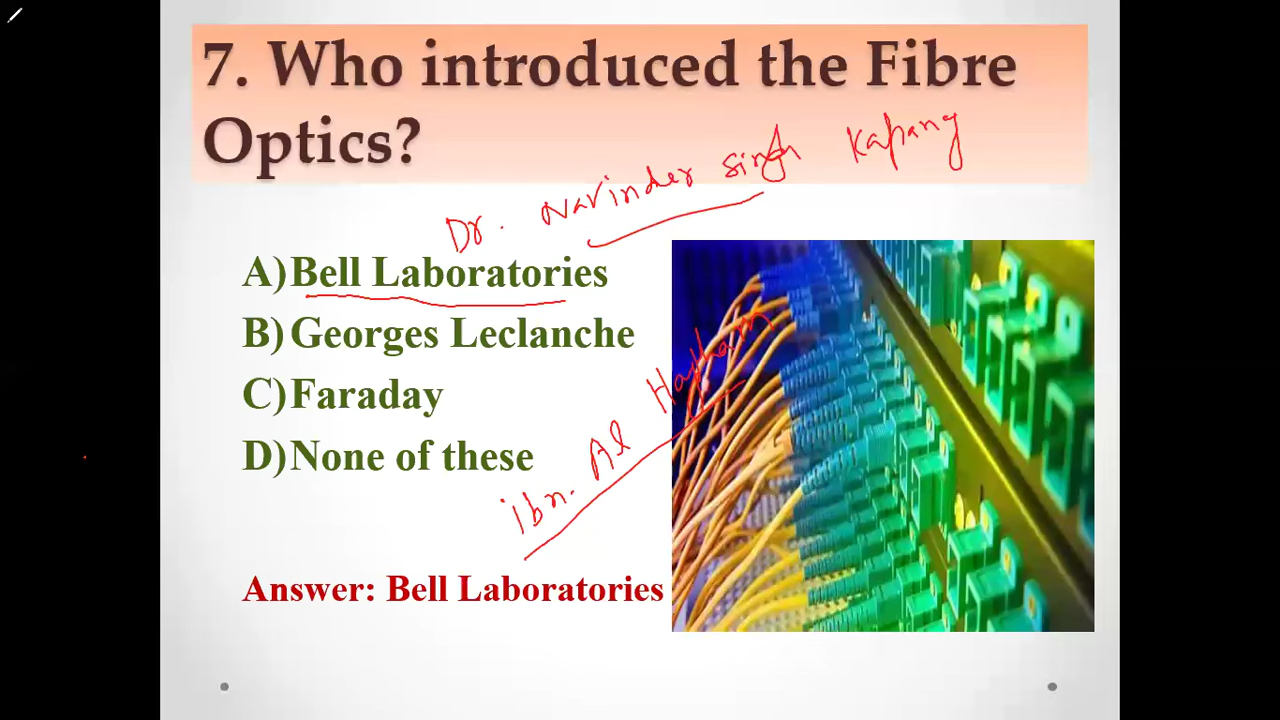 7. Who introduced the Fibre
Optics?
Dr. Narinder Singh Kapany
A) Bell Laboratories
B) Georges Leclanche
C) Faraday
D) None of these
ibn. Al Haytham
Answer: Bell Laboratories